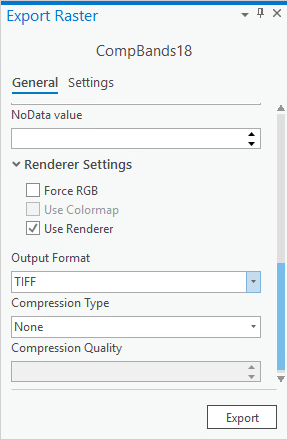 Export Raster
CompBands18
General Settings
NoData value
Renderer Settings
Force RGB
Use Colormap
Use Renderer
Output Format
TIFF
Compression Type
None
Compression Quality
Export